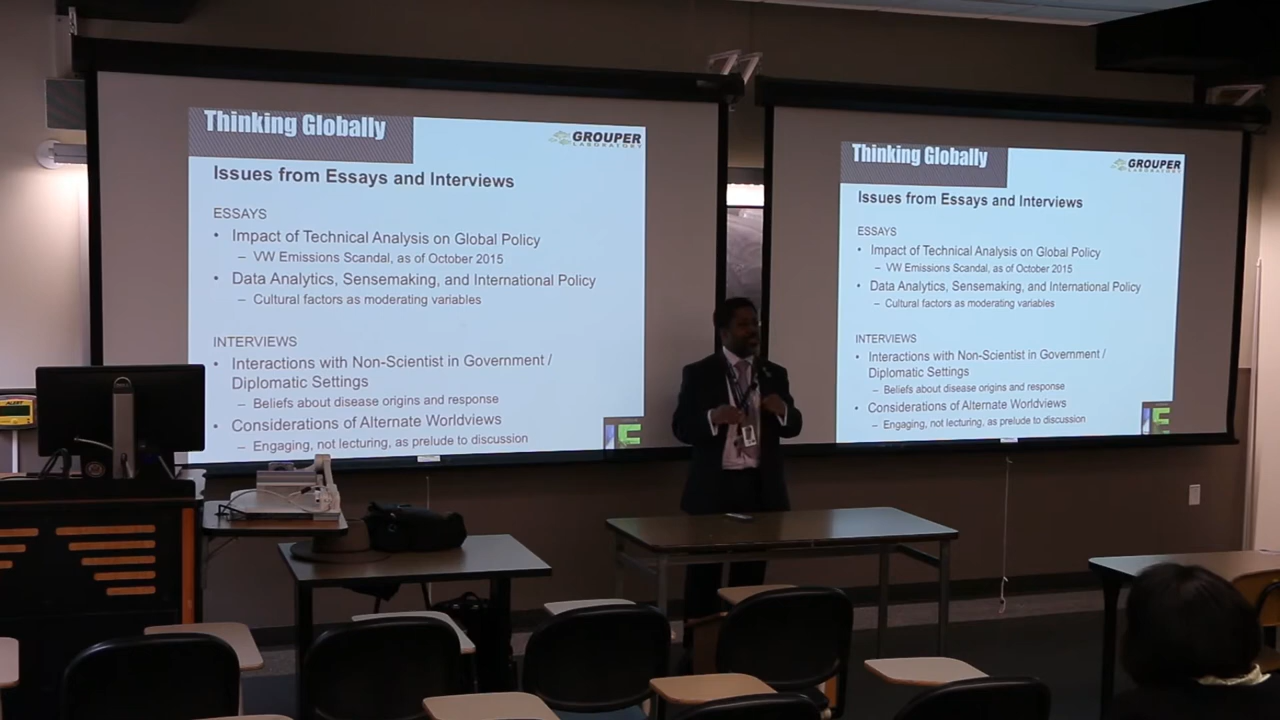 Thinking Globally
GROUPER
LABORATORY
Issues from Essays and Interviews
ESSAYS
• Impact of Technical Analysis on Global Policy
– VW Emissions Scandal, as of October 2015
• Data Analytics, Sensemaking, and International Policy
– Cultural factors as moderating variables
INTERVIEWS
• Interactions with Non-Scientist in Government /
Diplomatic Settings
– Beliefs about disease origins and response
• Considerations of Alternate Worldviews
– Engaging, not lecturing, as prelude to discussion
E
Thinking Globally
GROUPER
LABORATORY
Issues from Essays and Interviews
ESSAYS
• Impact of Technical Analysis on Global Policy
– VW Emissions Scandal, as of October 2015
• Data Analytics, Sensemaking, and International Policy
– Cultural factors as moderating variables
INTERVIEWS
• Interactions with Non-Scientist in Government /
Diplomatic Settings
– Beliefs about disease origins and response
• Considerations of Alternate Worldviews
– Engaging, not lecturing, as prelude to discussion
E
ALERT